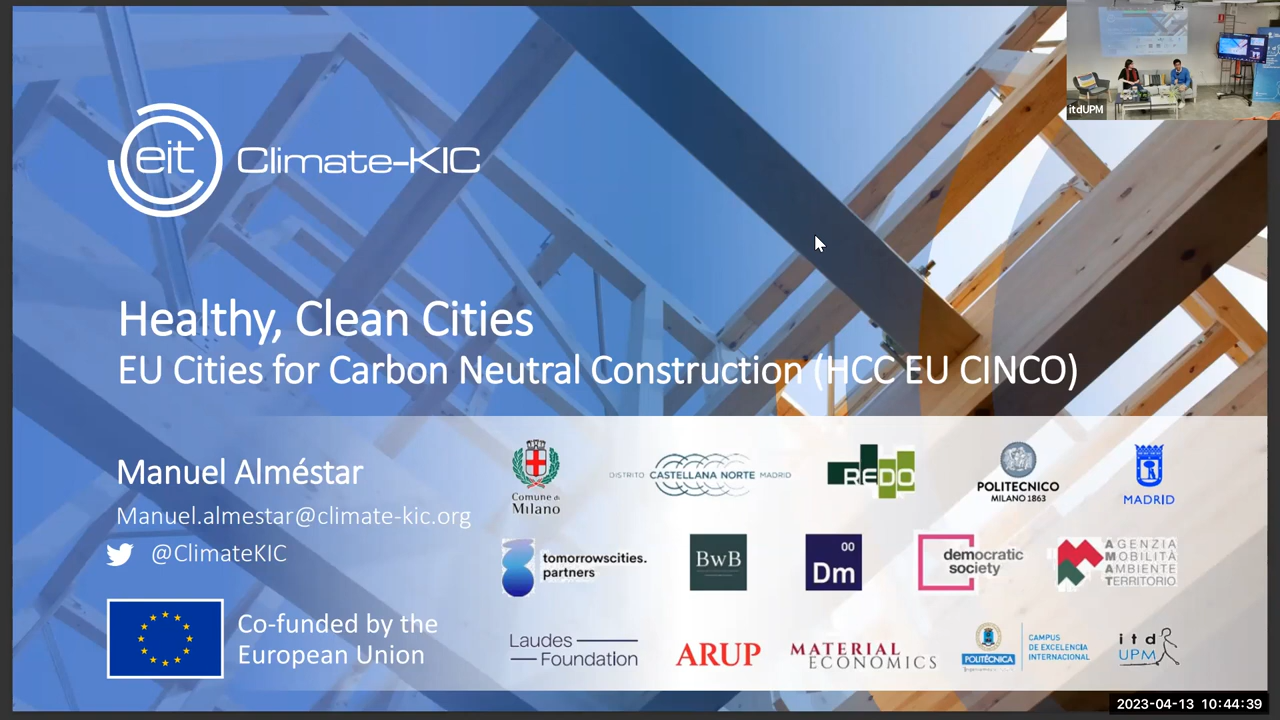 itdUPM
eit Climate-KIC
Healthy, Clean Cities
EU Cities for Carbon Neutral Construction (HCC EU CINCO)
Manuel Alméstar
Manuel.almestar@climate-kic.org
@ClimateKIC
Co-funded by the
European Union
Comune di
Milano
DISTRITO CASTELLANA NORTE MADRID
REDO
POLITECNICO
MILANO 1863
MADRID
tomorrowscities.
partners
BwB
00
Dm
democratic
society
AGENZIA
MOBILITÀ
AMBIENTE
TERRITORIO
Laudes
Foundation
ARUP
MATERIAL
ECONOMICS
POLITÉCNICA
CAMPUS
DE EXCELENCIA
INTERNACIONAL
itd
UPM
2023-04-13 10:44:39